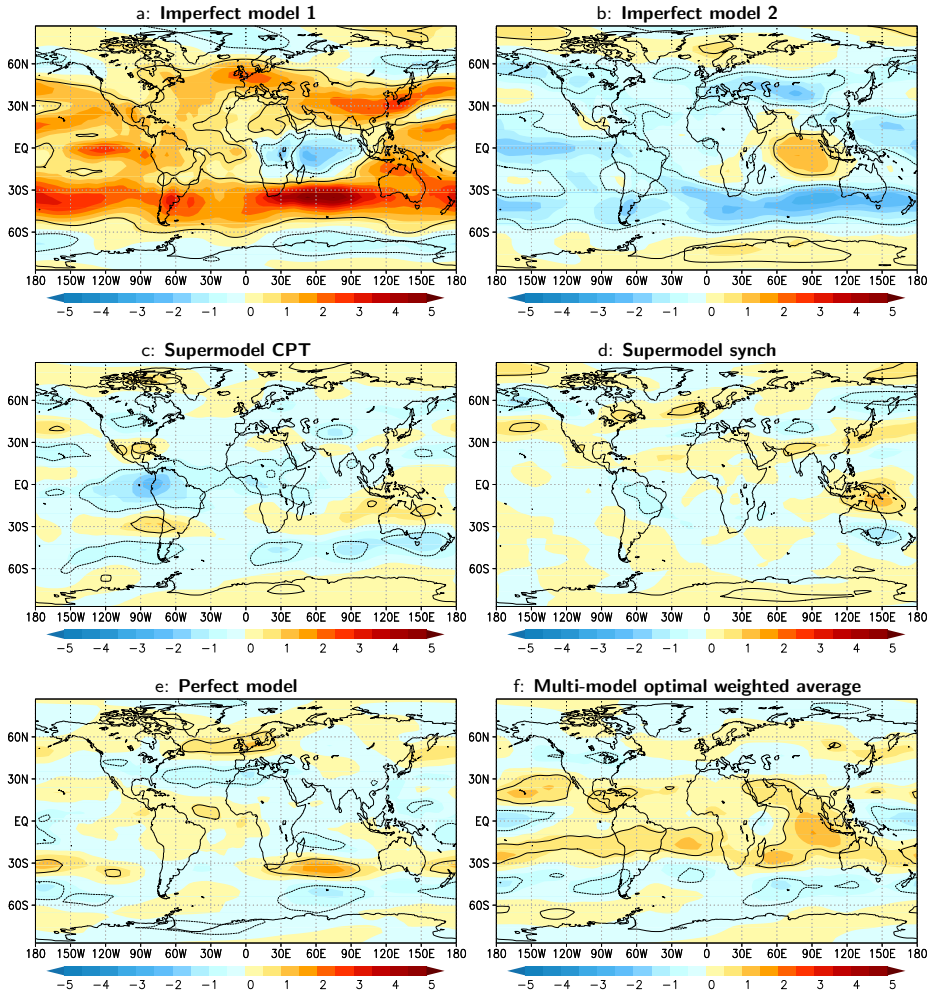 a: Imperfect model 1
b: Imperfect model 2
60N 60N
30N 30N
EQ EQ
30S 30S
60S 60S
180 150W 120W 90W 60W 30W 0 30E 60E 90E 120E 150E 180
180 150W 120W 90W 60W 30W 0 30E 60E 90E 120E 150E 180
-5 -4 -3 -2 -1 0 1 2 3 4 5
-5 -4 -3 -2 -1 0 1 2 3 4 5
c: Supermodel CPT
d: Supermodel synch
60N 60N
30N 30N
EQ EQ
30S 30S
60S 60S
180 150W 120W 90W 60W 30W 0 30E 60E 90E 120E 150E 180
180 150W 120W 90W 60W 30W 0 30E 60E 90E 120E 150E 180
-5 -4 -3 -2 -1 0 1 2 3 4 5
-5 -4 -3 -2 -1 0 1 2 3 4 5
e: Perfect model
f: Multi-model optimal weighted average
60N 60N
30N 30N
EQ EQ
30S 30S
60S 60S
180 150W 120W 90W 60W 30W 0 30E 60E 90E 120E 150E 180
180 150W 120W 90W 60W 30W 0 30E 60E 90E 120E 150E 180
-5 -4 -3 -2 -1 0 1 2 3 4 5
-5 -4 -3 -2 -1 0 1 2 3 4 5